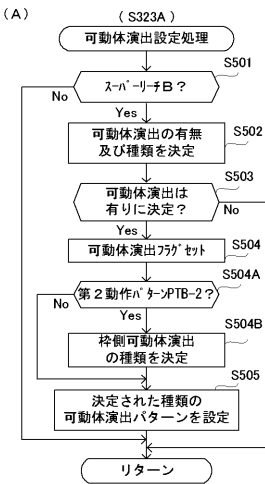 (A)
( S323A )
可動体演出設定処理
S501
ｽｰﾊﾟｰﾘｰﾁB?
No
Yes
S502
可動体演出の有無
及び種類を決定
S503
可動体演出は
有りに決定?
No
Yes
S504
可動体演出ﾌﾗｸﾞｾｯﾄ
S504A
第2動作ﾊﾟﾀｰﾝPTB-2?
No
Yes
S504B
枠側可動体演出
の種類を決定
S505
決定された種類の
可動体演出パターンを設定
リターン